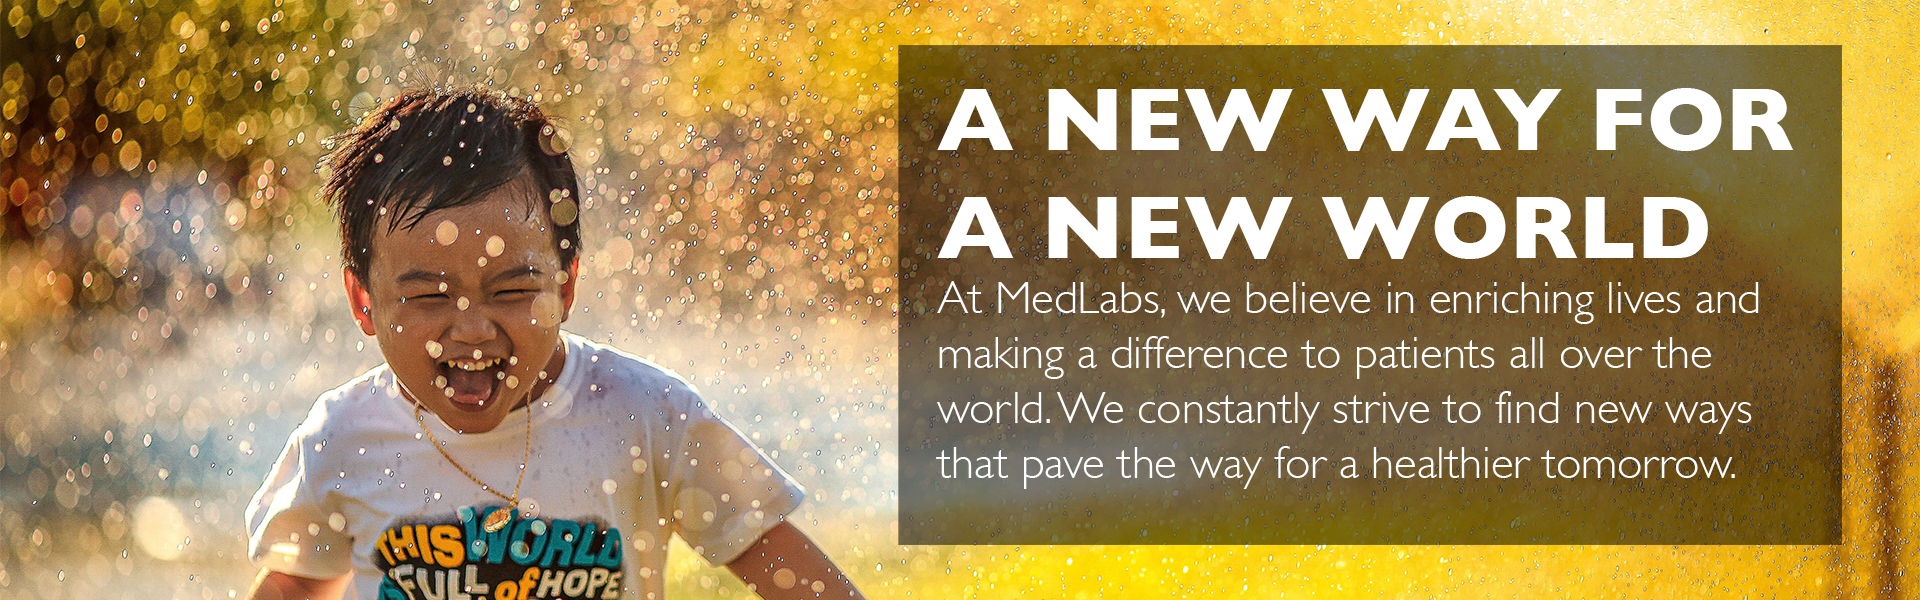 A NEW WAY FOR
A NEW WORLD
At MedLabs, we believe in enriching lives and
making a difference to patients all over the
world. We constantly strive to find new ways
that pave the way for a healthier tomorrow.
THIS WORLD
FULL of HOPE